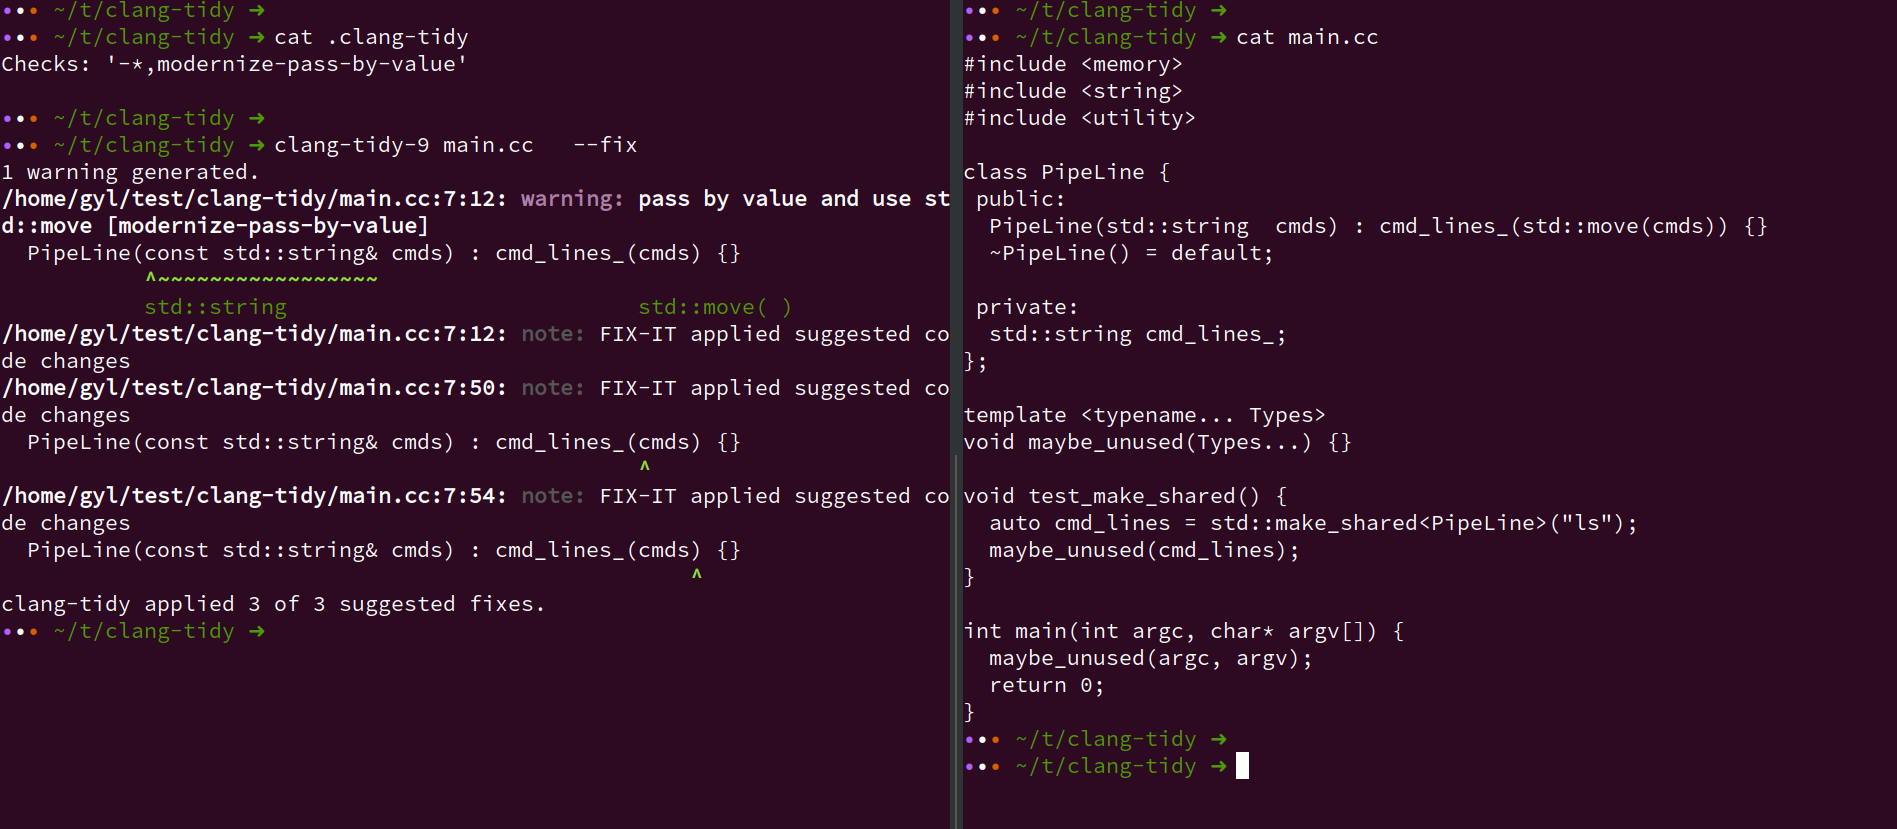 ••• ~/t/clang-tidy ➜
••• ~/t/clang-tidy ➜ cat .clang-tidy
Checks: '-*,modernize-pass-by-value'
••• ~/t/clang-tidy ➜
••• ~/t/clang-tidy ➜ clang-tidy-9 main.cc   --fix
1 warning generated.
/home/gyl/test/clang-tidy/main.cc:7:12: warning: pass by value and use st
d::move [modernize-pass-by-value]
  PipeLine(const std::string& cmds) : cmd_lines_(cmds) {}
           ^~~~~~~~~~~~~~~~~~
           std::string                           std::move( )
/home/gyl/test/clang-tidy/main.cc:7:12: note: FIX-IT applied suggested co
de changes
/home/gyl/test/clang-tidy/main.cc:7:50: note: FIX-IT applied suggested co
de changes
  PipeLine(const std::string& cmds) : cmd_lines_(cmds) {}
                                                 ^
/home/gyl/test/clang-tidy/main.cc:7:54: note: FIX-IT applied suggested co
de changes
  PipeLine(const std::string& cmds) : cmd_lines_(cmds) {}
                                                     ^
clang-tidy applied 3 of 3 suggested fixes.
••• ~/t/clang-tidy ➜
••• ~/t/clang-tidy ➜
••• ~/t/clang-tidy ➜ cat main.cc
#include <memory>
#include <string>
#include <utility>
class PipeLine {
 public:
  PipeLine(std::string  cmds) : cmd_lines_(std::move(cmds)) {}
  ~PipeLine() = default;
 private:
  std::string cmd_lines_;
};
template <typename... Types>
void maybe_unused(Types...) {}
void test_make_shared() {
  auto cmd_lines = std::make_shared<PipeLine>("ls");
  maybe_unused(cmd_lines);
}
int main(int argc, char* argv[]) {
  maybe_unused(argc, argv);
  return 0;
}
••• ~/t/clang-tidy ➜
••• ~/t/clang-tidy ➜